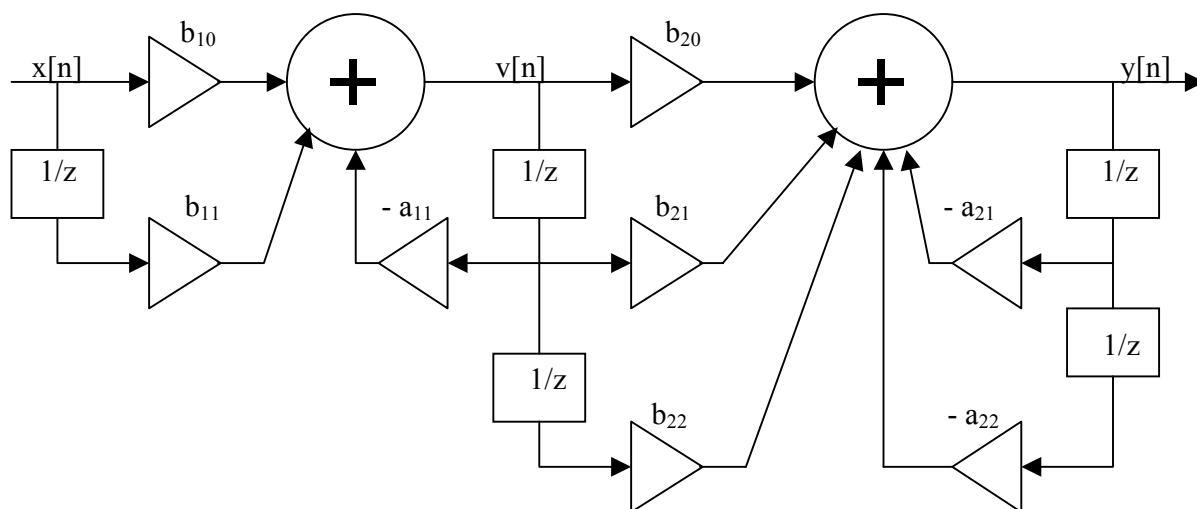 b₁₀
b₂₀
x[n]
+
v[n]
+
y[n]
1/z
1/z
1/z
b₁₁
- a₁₁
b₂₁
- a₂₁
1/z
1/z
b₂₂
- a₂₂